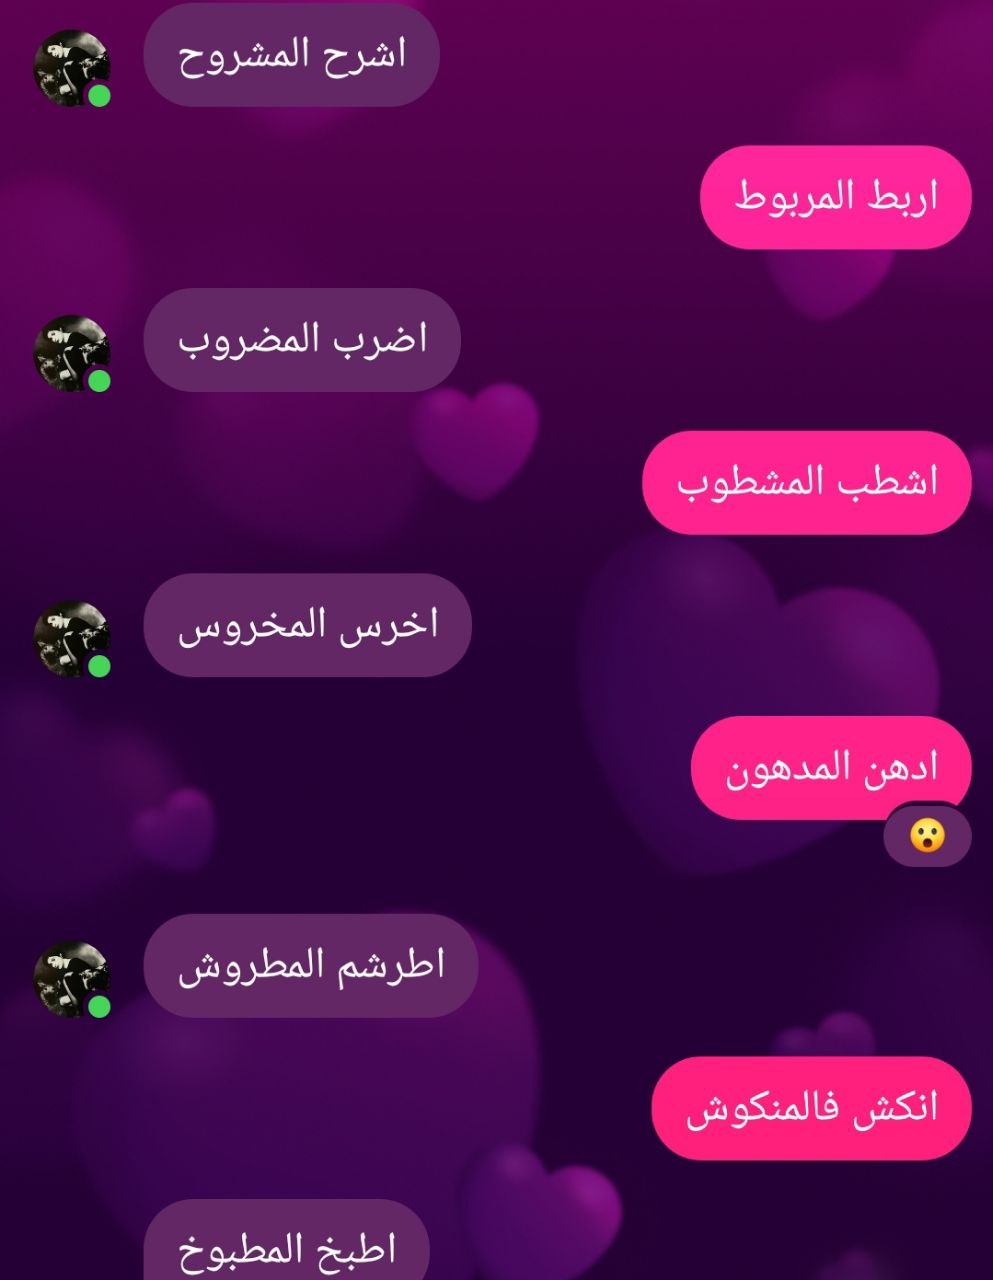 اشرح المشروح
اربط المربوط
اضرب المضروب
اشطب المشطوب
اخرس المخروس
ادهن المدهون
اطرشم المطروش
انكش فالمنكوش
اطبخ المطبوخ